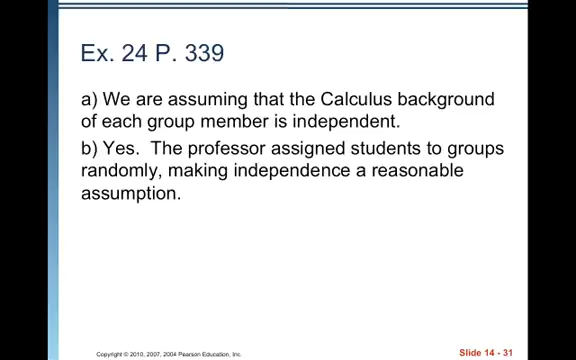 Ex. 24 P. 339
a) We are assuming that the Calculus background
of each group member is independent.
b) Yes.  The professor assigned students to groups
randomly, making independence a reasonable
assumption.
Copyright © 2010, 2007, 2004 Pearson Education, Inc.
Slide 14 - 31